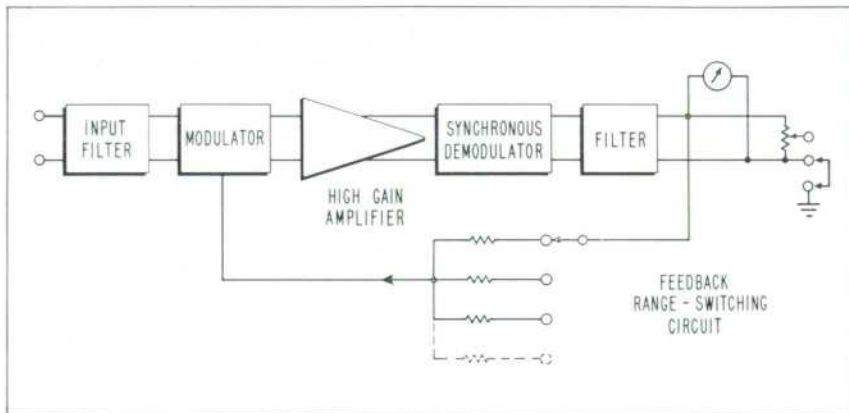 INPUT
FILTER
MODULATOR
HIGH GAIN
AMPLIFIER
SYNCHRONOUS
DEMODULATOR
FILTER
FEEDBACK
RANGE - SWITCHING
CIRCUIT